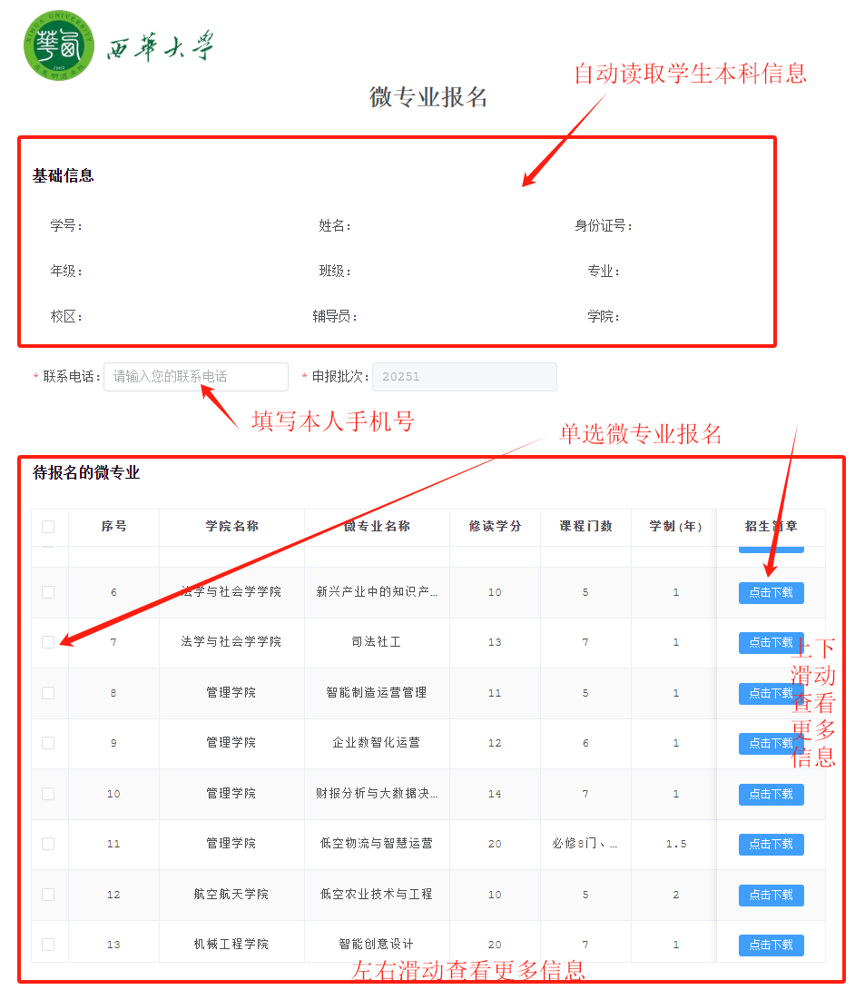 XIHUA UNIVERSITY
西華大学
自动读取学生本科信息
微专业报名
基础信息
学号： 姓名： 身份证号：
年级： 班级： 专业：
校区： 辅导员： 学院：
* 联系电话： 请输入您的联系电话 * 申报批次： 20251
填写本人手机号
单选微专业报名
待报名的微专业
序号 学院名称 微专业名称 修读学分 课程门数 学制(年) 招生简章
6 法学与社会学学院 新兴产业中的知识产... 10 5 1 点击下载
7 法学与社会学学院 司法社工 13 7 1 点击下载
8 管理学院 智能制造运营管理 11 5 1 点击下载
9 管理学院 企业数智化运营 12 6 1 点击下载
10 管理学院 财报分析与大数据决... 14 7 1 点击下载
11 管理学院 低空物流与智慧运营 20 必修8门、... 1.5 点击下载
12 航空航天学院 低空农业技术与工程 10 5 2 点击下载
13 机械工程学院 智能创意设计 20 7 1 点击下载
上下
滑动
查看
更多
信息
左右滑动查看更多信息